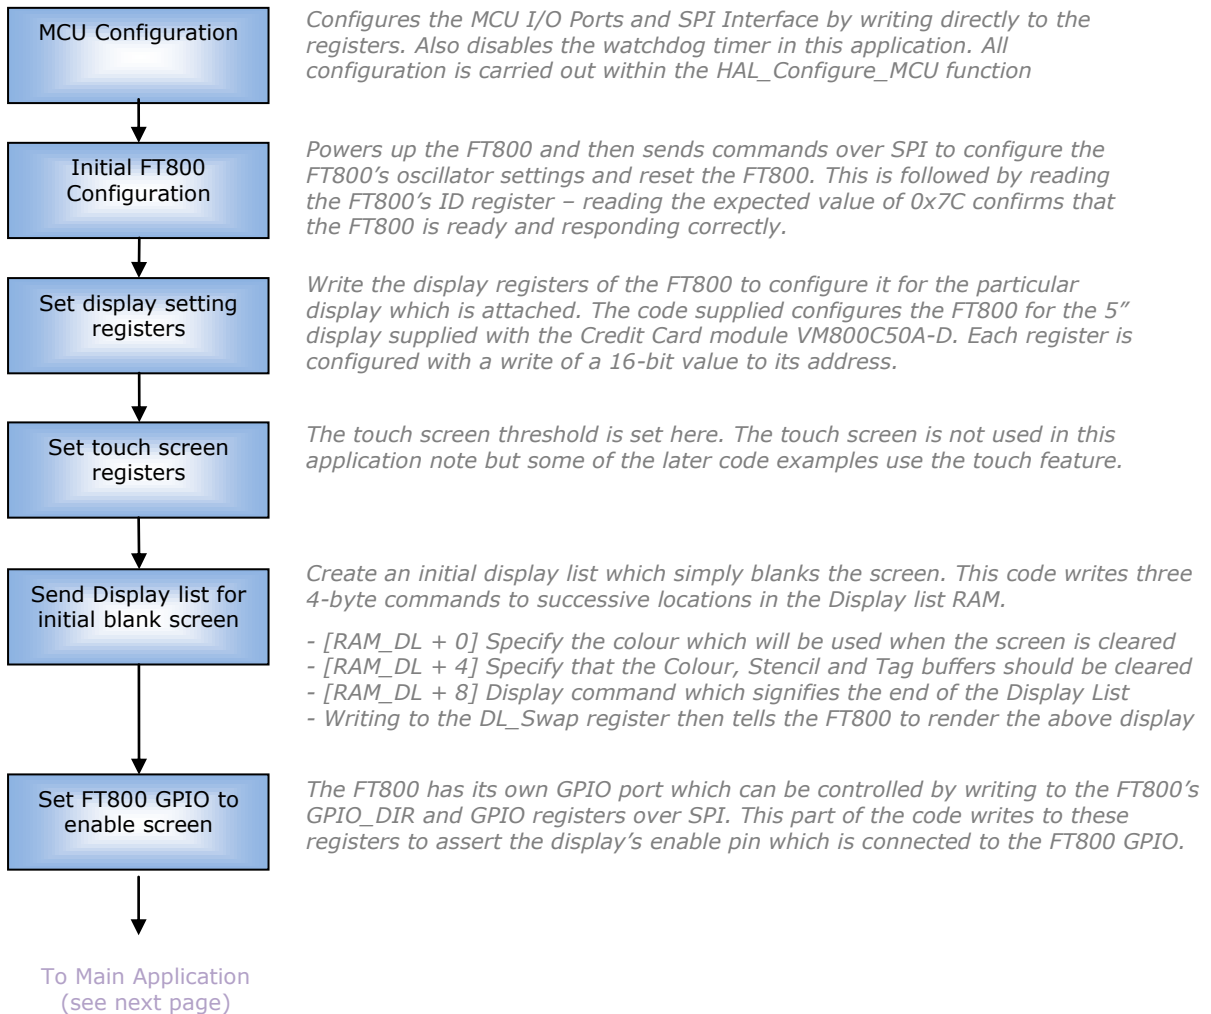 MCU Configuration
Configures the MCU I/O Ports and SPI Interface by writing directly to the
registers. Also disables the watchdog timer in this application. All
configuration is carried out within the HAL_Configure_MCU function
Initial FT800
Configuration
Powers up the FT800 and then sends commands over SPI to configure the
FT800’s oscillator settings and reset the FT800. This is followed by reading
the FT800’s ID register – reading the expected value of 0x7C confirms that
the FT800 is ready and responding correctly.
Set display setting
registers
Write the display registers of the FT800 to configure it for the particular
display which is attached. The code supplied configures the FT800 for the 5”
display supplied with the Credit Card module VM800C50A-D. Each register is
configured with a write of a 16-bit value to its address.
Set touch screen
registers
The touch screen threshold is set here. The touch screen is not used in this
application note but some of the later code examples use the touch feature.
Send Display list for
initial blank screen
Create an initial display list which simply blanks the screen. This code writes three
4-byte commands to successive locations in the Display list RAM.
- [RAM_DL + 0] Specify the colour which will be used when the screen is cleared
- [RAM_DL + 4] Specify that the Colour, Stencil and Tag buffers should be cleared
- [RAM_DL + 8] Display command which signifies the end of the Display List
- Writing to the DL_Swap register then tells the FT800 to render the above display
Set FT800 GPIO to
enable screen
The FT800 has its own GPIO port which can be controlled by writing to the FT800’s
GPIO_DIR and GPIO registers over SPI. This part of the code writes to these
registers to assert the display’s enable pin which is connected to the FT800 GPIO.
To Main Application
(see next page)